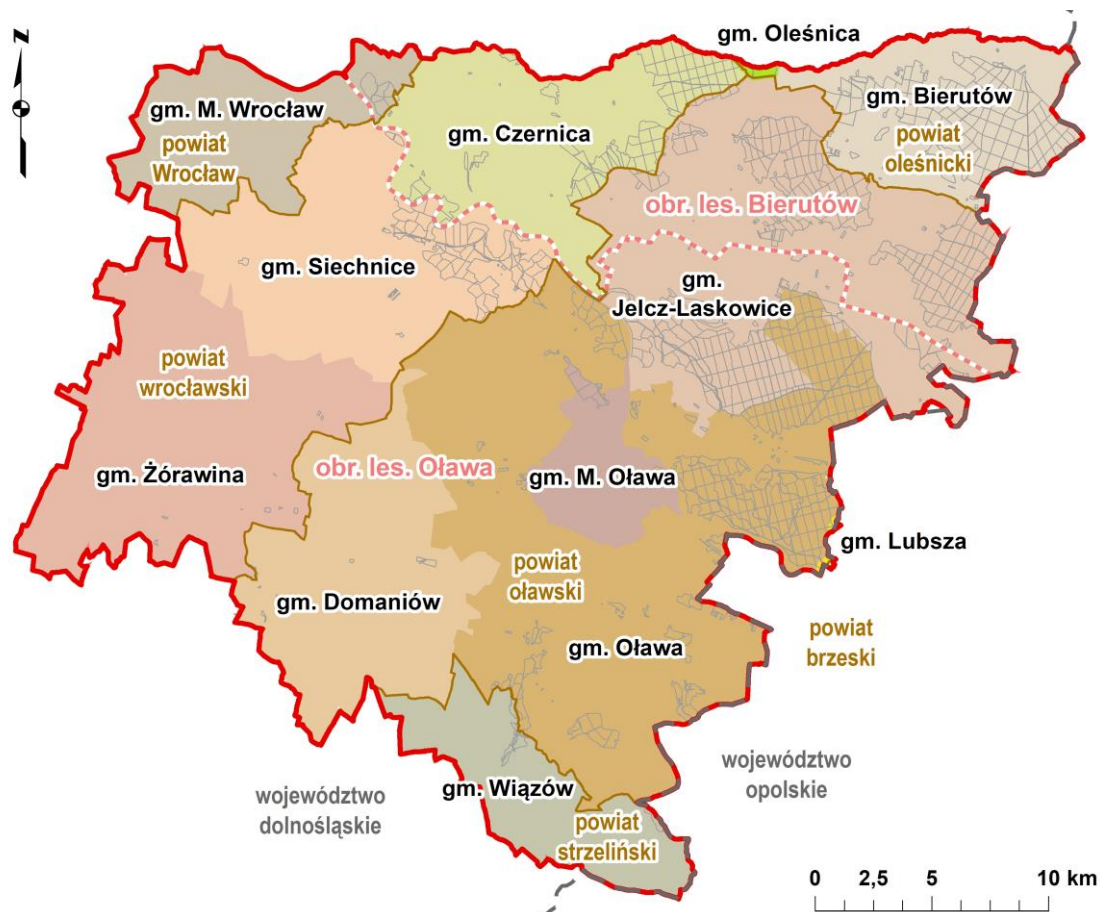 N
gm. Oleśnica
gm. M. Wrocław
powiat
Wrocław
gm. Czernica
gm. Bierutów
powiat
oleśnicki
obr. les. Bierutów
gm. Siechnice
gm.
Jelcz-Laskowice
powiat
wrocławski
gm. Żórawina
obr. les. Oława
gm. M. Oława
gm. Lubsza
powiat
oławski
gm. Domaniów
gm. Oława
powiat
brzeski
województwo
opolskie
województwo
dolnośląskie
gm. Wiązów
powiat
strzeliński
0 2,5 5 10 km